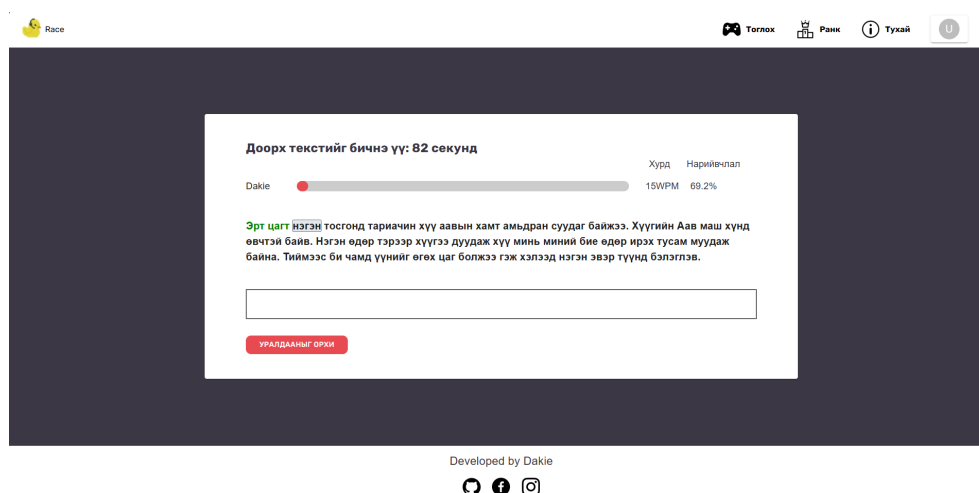 Race
Тоглох
Ранк
Тухай
U
Доорх текстийг бичнэ үү: 82 секунд
Хурд Нарийвчлал
Dakie 15WPM 69.2%
Эрт цагт нэгэн тосгонд тариачин хүү аавын хамт амьдран суудаг байжээ. Хүүгийн Аав маш хүнд
өвчтэй байв. Нэгэн өдөр тэрээр хүүгээ дуудаж хүү минь миний бие өдөр ирэх тусам муудаж
байна. Тиймээс би чамд үүнийг өгөх цаг болжээ гэж хэлээд нэгэн эвэр түүнд бэлэглэв.
УРАЛДААНЫГ ОРХИ
Developed by Dakie